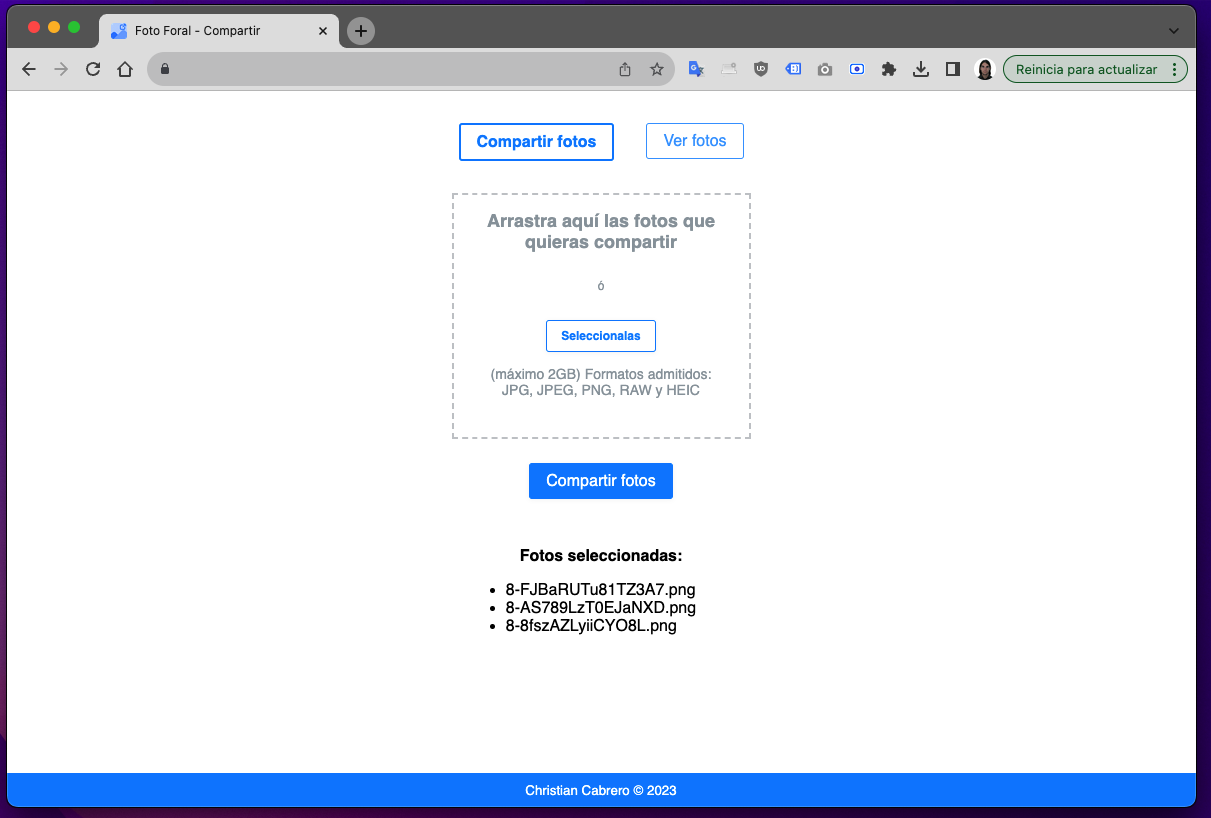 Foto Foral - Compartir
Reinicia para actualizar
Compartir fotos
Ver fotos
Arrastra aquí las fotos que
quieras compartir
ó
Seleccionalas
(máximo 2GB) Formatos admitidos:
JPG, JPEG, PNG, RAW y HEIC
Compartir fotos
Fotos seleccionadas:
8-FJBaRUTu81TZ3A7.png
8-AS789LzT0EJaNXD.png
8-8fszAZLyiiCYO8L.png
Christian Cabrero © 2023